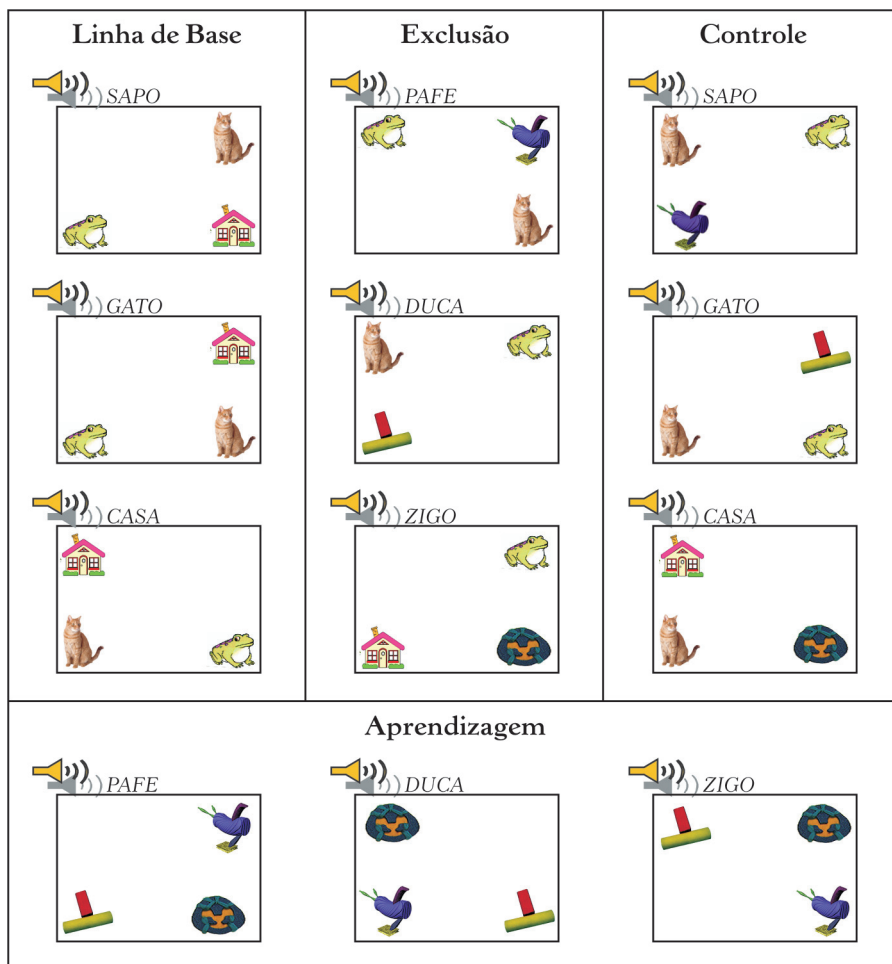 Linha de Base
Exclusão
Controle
SAPO
PAFE
SAPO
GATO
DUCA
GATO
CASA
ZIGO
CASA
Aprendizagem
PAFE
DUCA
ZIGO